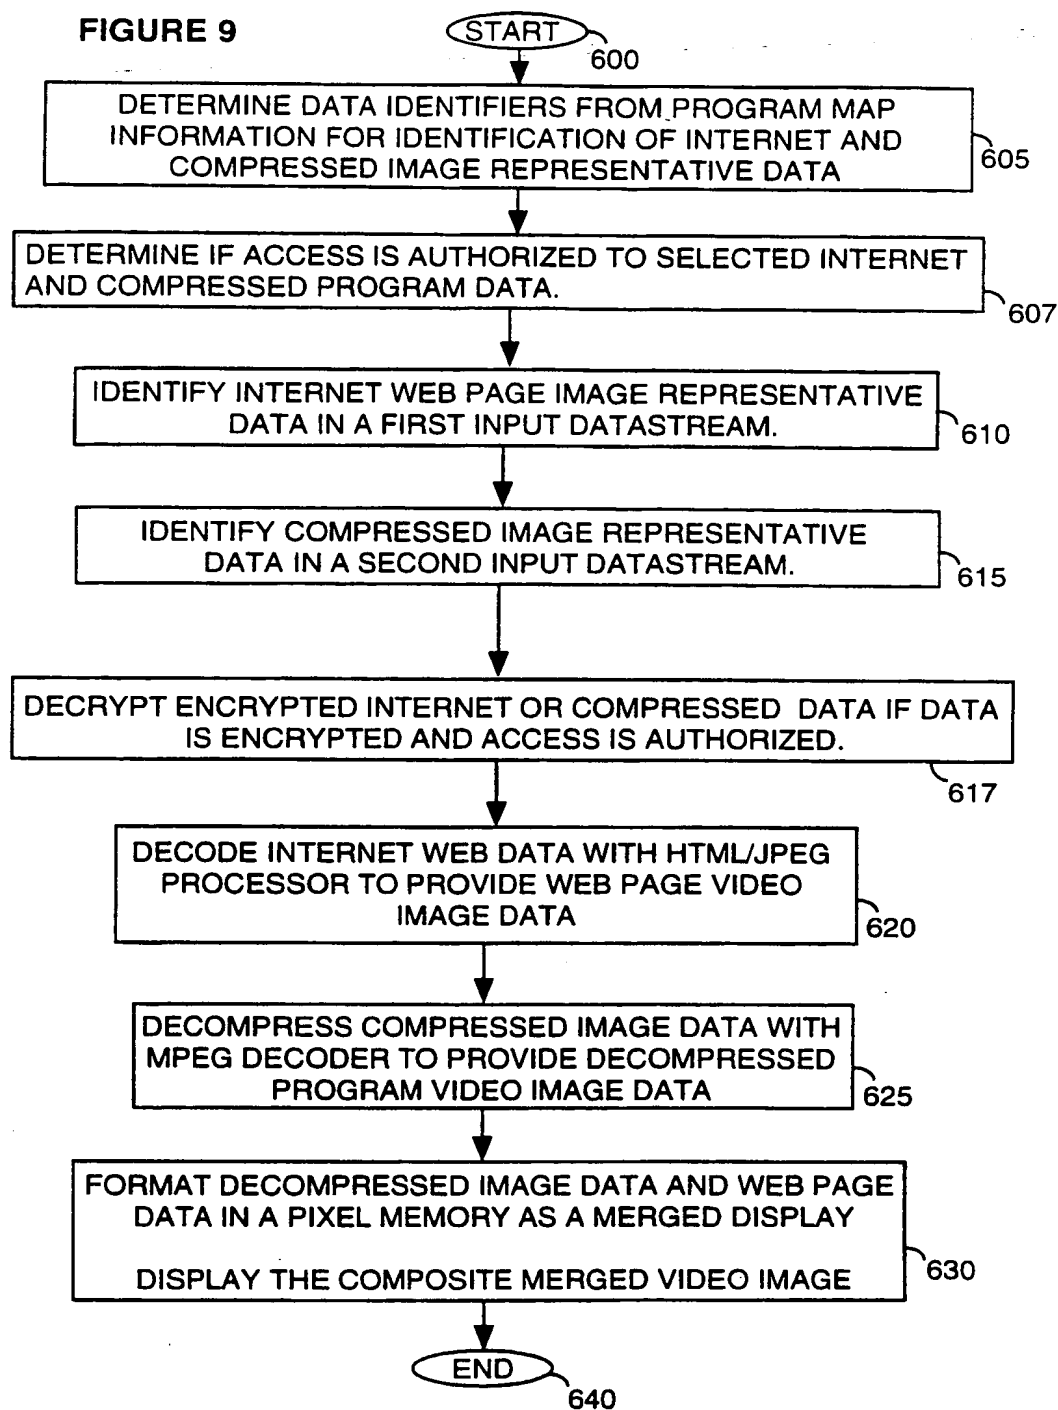 FIGURE 9
START
600
DETERMINE DATA IDENTIFIERS FROM PROGRAM MAP
INFORMATION FOR IDENTIFICATION OF INTERNET AND
COMPRESSED IMAGE REPRESENTATIVE DATA
605
DETERMINE IF ACCESS IS AUTHORIZED TO SELECTED INTERNET
AND COMPRESSED PROGRAM DATA.
607
IDENTIFY INTERNET WEB PAGE IMAGE REPRESENTATIVE
DATA IN A FIRST INPUT DATASTREAM.
610
IDENTIFY COMPRESSED IMAGE REPRESENTATIVE
DATA IN A SECOND INPUT DATASTREAM.
615
DECRYPT ENCRYPTED INTERNET OR COMPRESSED DATA IF DATA
IS ENCRYPTED AND ACCESS IS AUTHORIZED.
617
DECODE INTERNET WEB DATA WITH HTML/JPEG
PROCESSOR TO PROVIDE WEB PAGE VIDEO
IMAGE DATA
620
DECOMPRESS COMPRESSED IMAGE DATA WITH
MPEG DECODER TO PROVIDE DECOMPRESSED
PROGRAM VIDEO IMAGE DATA
625
FORMAT DECOMPRESSED IMAGE DATA AND WEB PAGE
DATA IN A PIXEL MEMORY AS A MERGED DISPLAY
DISPLAY THE COMPOSITE MERGED VIDEO IMAGE
630
END
640